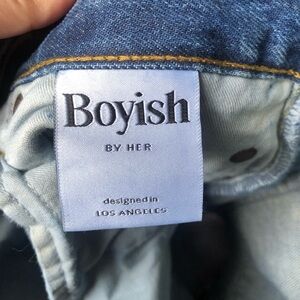 Boyish
BY HER
designed in
LOS ANGELES